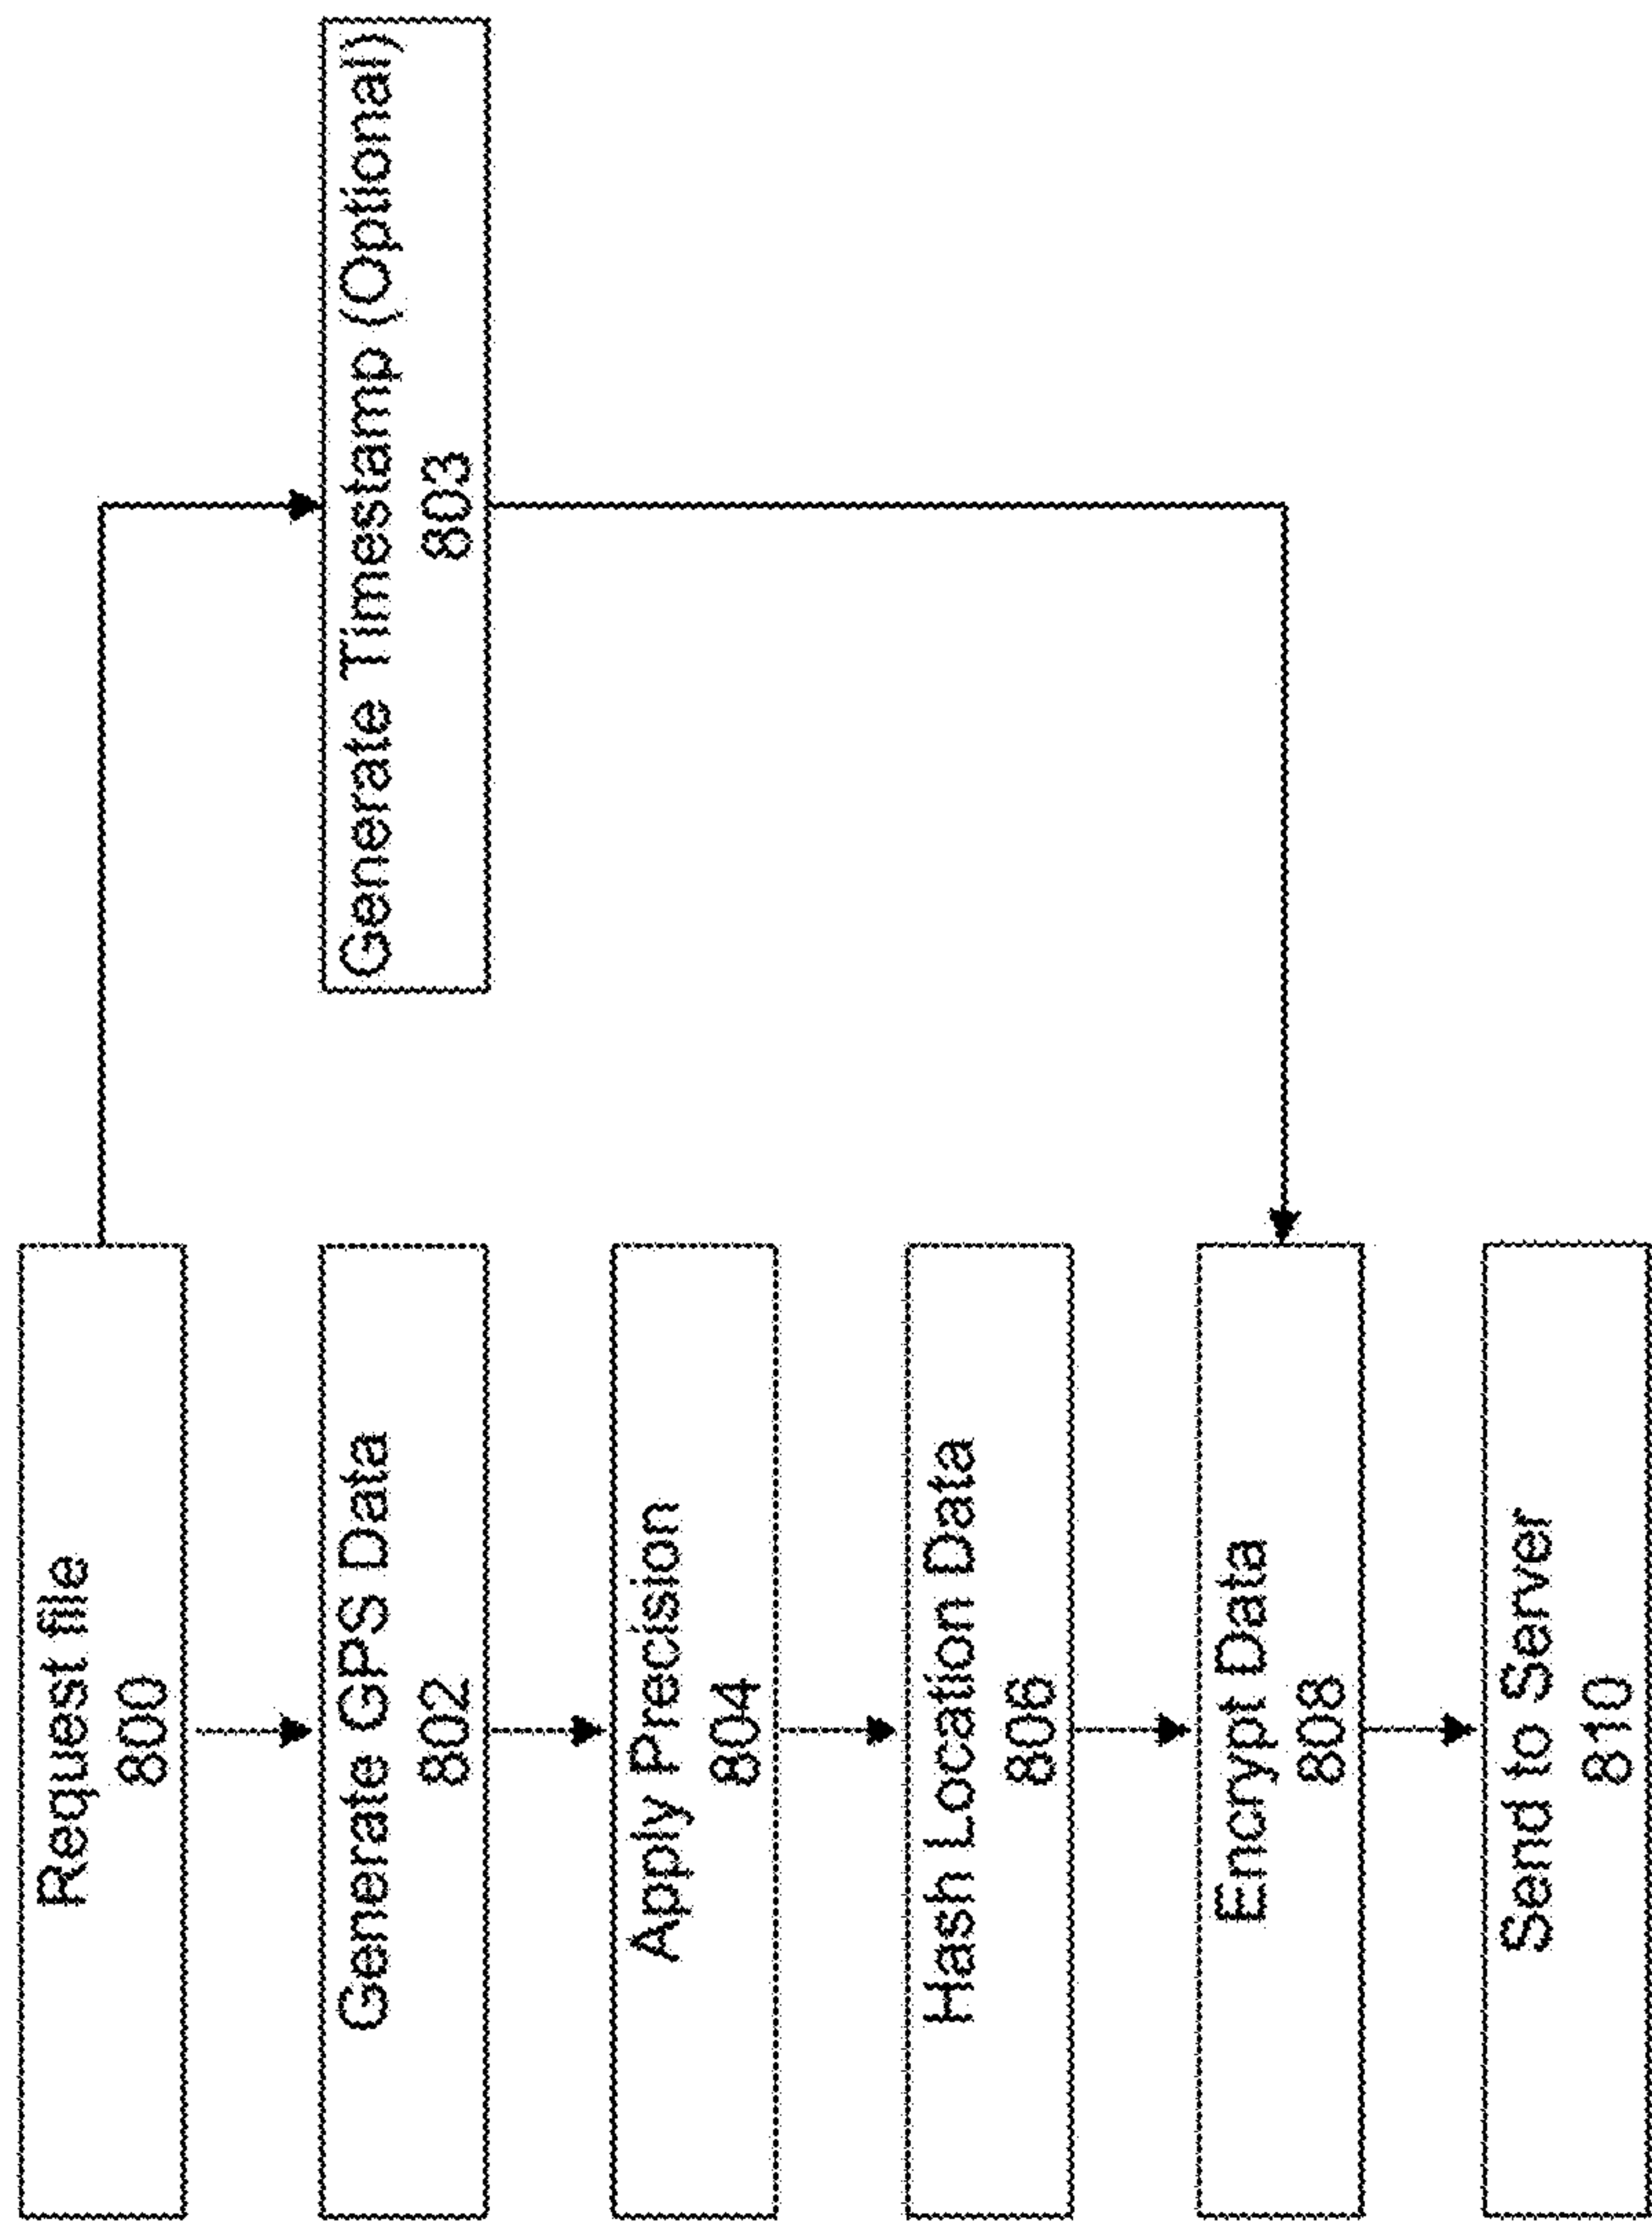 Request file
800
Generate GPS Data
802
Generate Timestamp (Optional)
803
Apply Precision
804
Hash Location Data
806
Encrypt Data
808
Send to Server
810